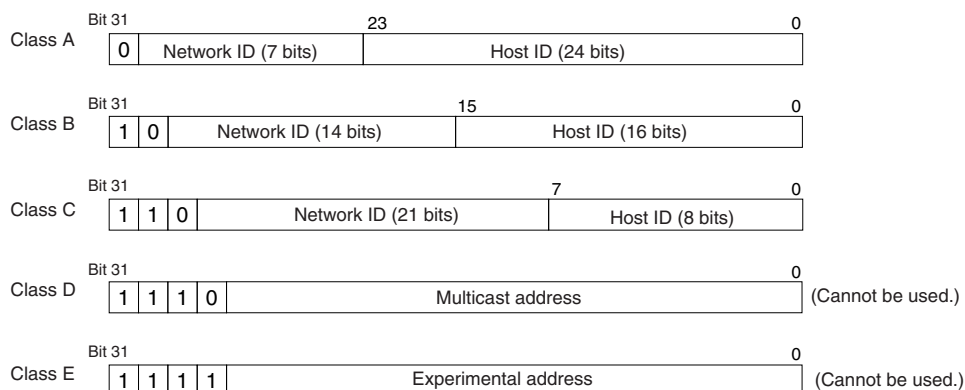 Bit 31 23 0
Class A 0 Network ID (7 bits) Host ID (24 bits)
Bit 31 15 0
Class B 1 0 Network ID (14 bits) Host ID (16 bits)
Bit 31 7 0
Class C 1 1 0 Network ID (21 bits) Host ID (8 bits)
Bit 31 0
Class D 1 1 1 0 Multicast address (Cannot be used.)
Bit 31 0
Class E 1 1 1 1 Experimental address (Cannot be used.)